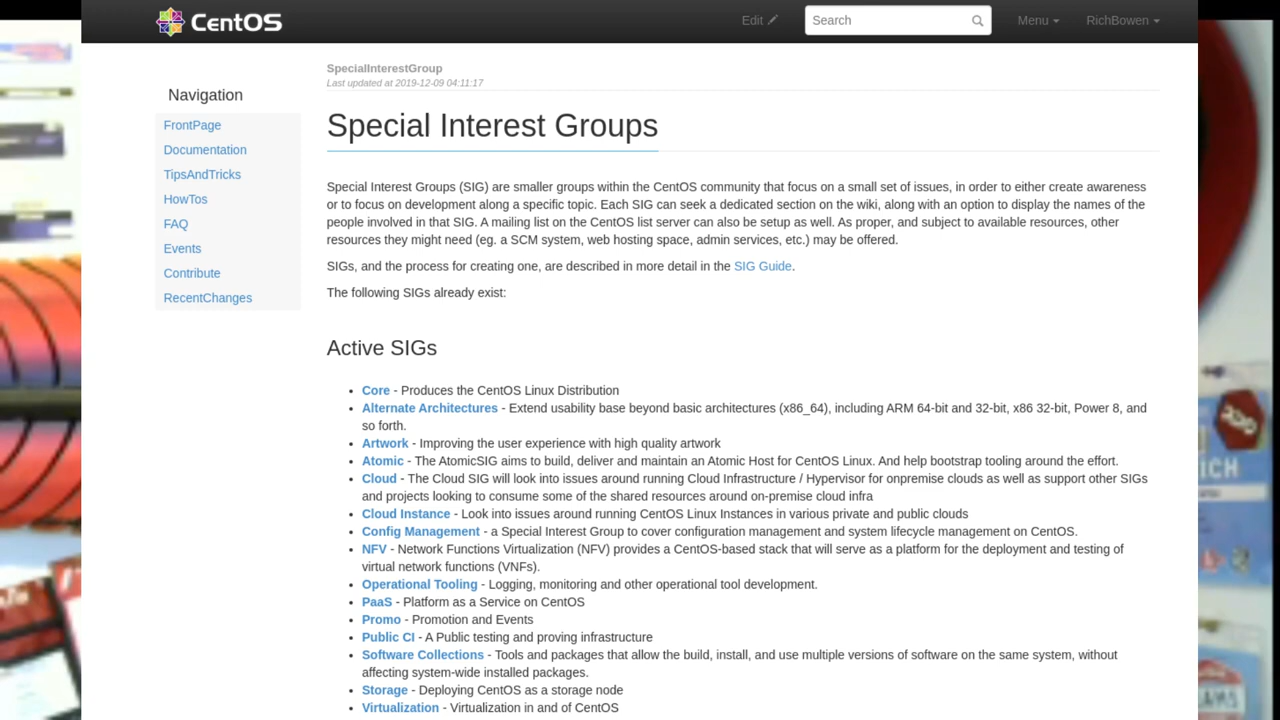 CentOS
Edit
Search
Menu
RichBowen
Navigation
FrontPage
Documentation
TipsAndTricks
HowTos
FAQ
Events
Contribute
RecentChanges
SpecialInterestGroup
Last updated at 2019-12-09 04:11:17
Special Interest Groups
Special Interest Groups (SIG) are smaller groups within the CentOS community that focus on a small set of issues, in order to either create awareness
or to focus on development along a specific topic. Each SIG can seek a dedicated section on the wiki, along with an option to display the names of the
people involved in that SIG. A mailing list on the CentOS list server can also be setup as well. As proper, and subject to available resources, other
resources they might need (eg. a SCM system, web hosting space, admin services, etc.) may be offered.
SIGs, and the process for creating one, are described in more detail in the SIG Guide.
The following SIGs already exist:
Active SIGs
• Core - Produces the CentOS Linux Distribution
• Alternate Architectures - Extend usability base beyond basic architectures (x86_64), including ARM 64-bit and 32-bit, x86 32-bit, Power 8, and
so forth.
• Artwork - Improving the user experience with high quality artwork
• Atomic - The AtomicSIG aims to build, deliver and maintain an Atomic Host for CentOS Linux. And help bootstrap tooling around the effort.
• Cloud - The Cloud SIG will look into issues around running Cloud Infrastructure / Hypervisor for onpremise clouds as well as support other SIGs
and projects looking to consume some of the shared resources around on-premise cloud infra
• Cloud Instance - Look into issues around running CentOS Linux Instances in various private and public clouds
• Config Management - a Special Interest Group to cover configuration management and system lifecycle management on CentOS.
• NFV - Network Functions Virtualization (NFV) provides a CentOS-based stack that will serve as a platform for the deployment and testing of
virtual network functions (VNFs).
• Operational Tooling - Logging, monitoring and other operational tool development.
• PaaS - Platform as a Service on CentOS
• Promo - Promotion and Events
• Public CI - A Public testing and proving infrastructure
• Software Collections - Tools and packages that allow the build, install, and use multiple versions of software on the same system, without
affecting system-wide installed packages.
• Storage - Deploying CentOS as a storage node
• Virtualization - Virtualization in and of CentOS